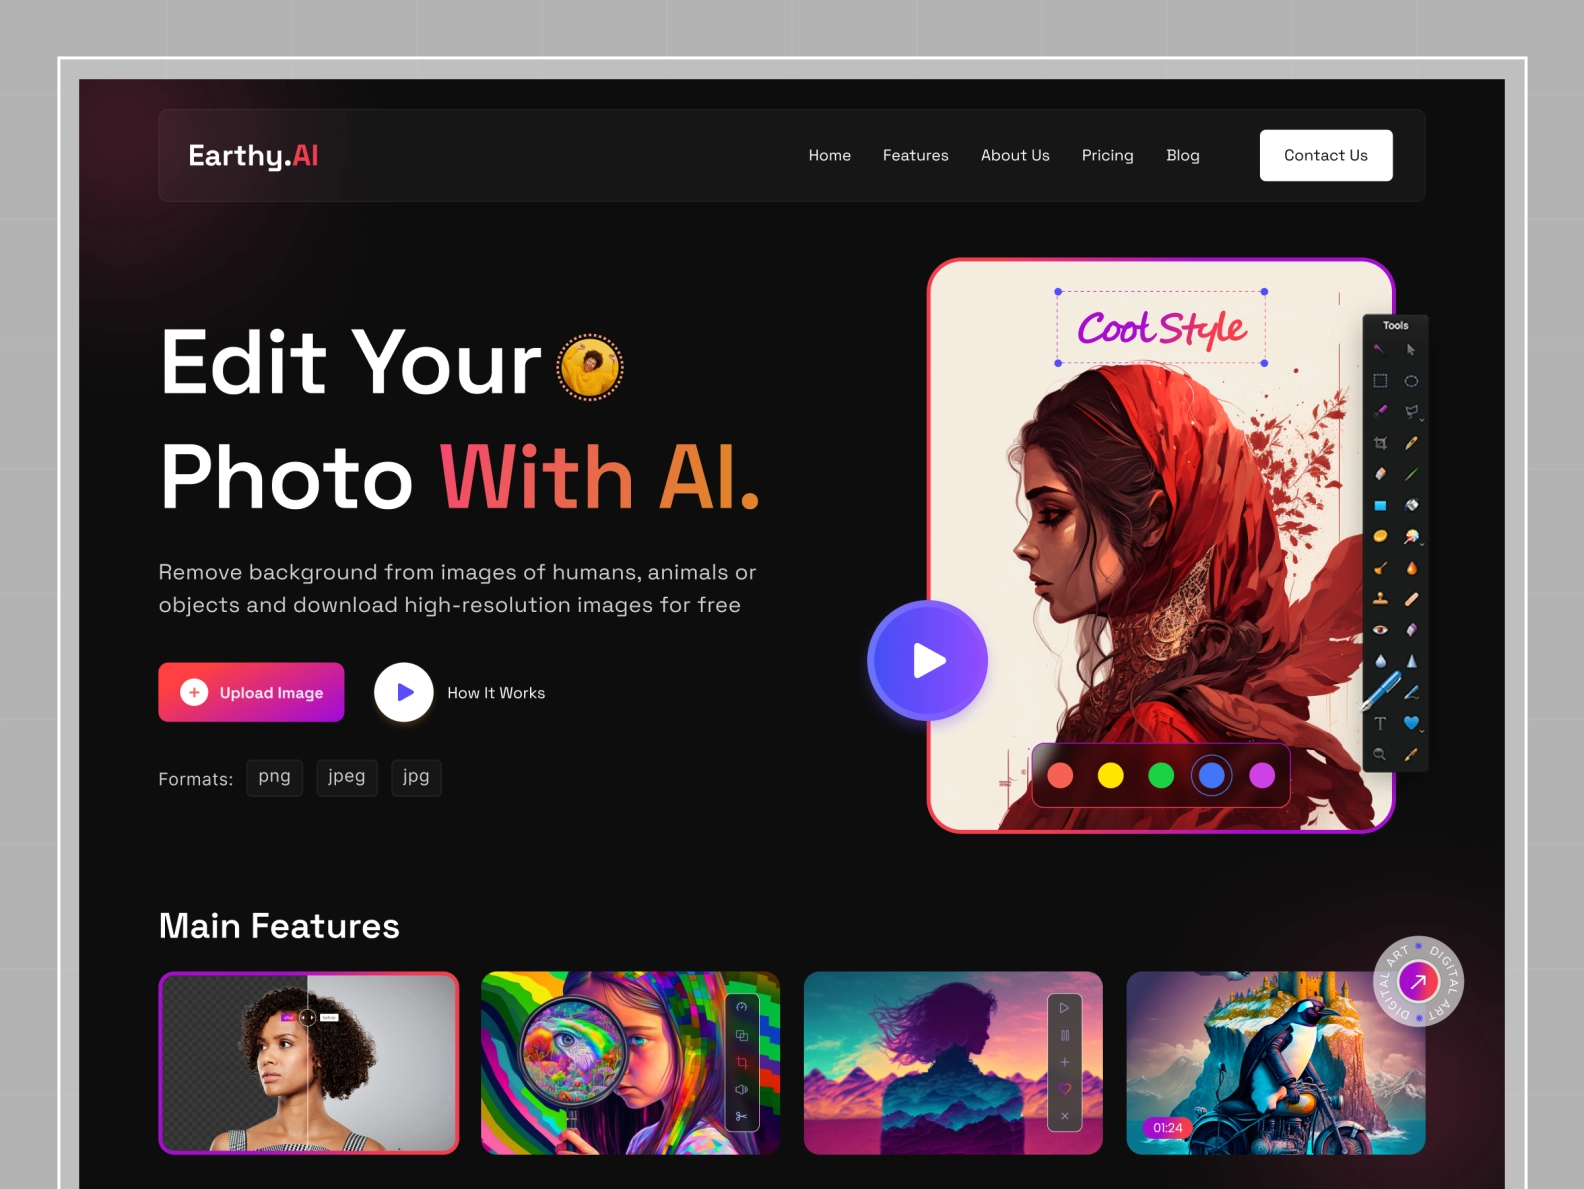 Earthy.AI
Home
Features
About Us
Pricing
Blog
Contact Us
Edit Your
Photo With AI.
Remove background from images of humans, animals or
objects and download high-resolution images for free
Upload Image
How It Works
Formats:
png
jpeg
jpg
Cool Style
Tools
T
Main Features
after
before
01:24
DIGITAL ART DIGITAL ART